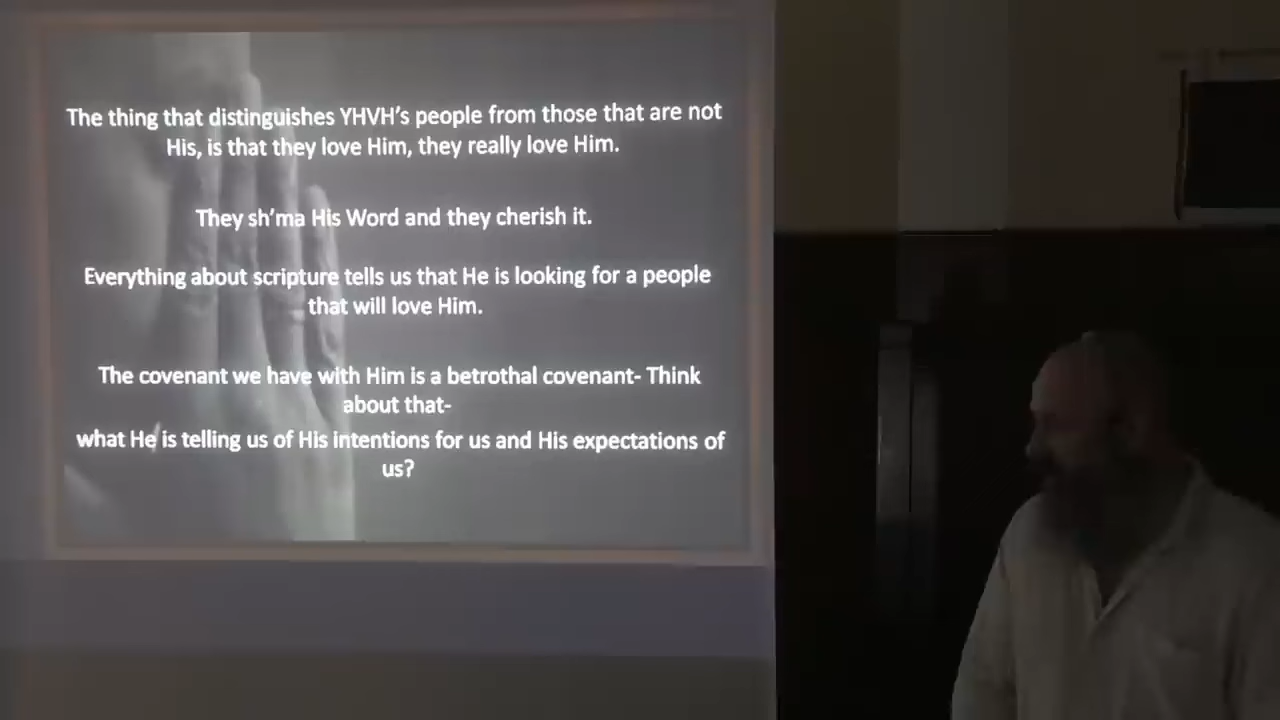 The thing that distinguishes YHVH's people from those that are not
His, is that they love Him, they really love Him.
They sh'ma His Word and they cherish it.
Everything about scripture tells us that He is looking for a people
that will love Him.
The covenant we have with Him is a betrothal covenant- Think
about that-
what He is telling us of His intentions for us and His expectations of
us?